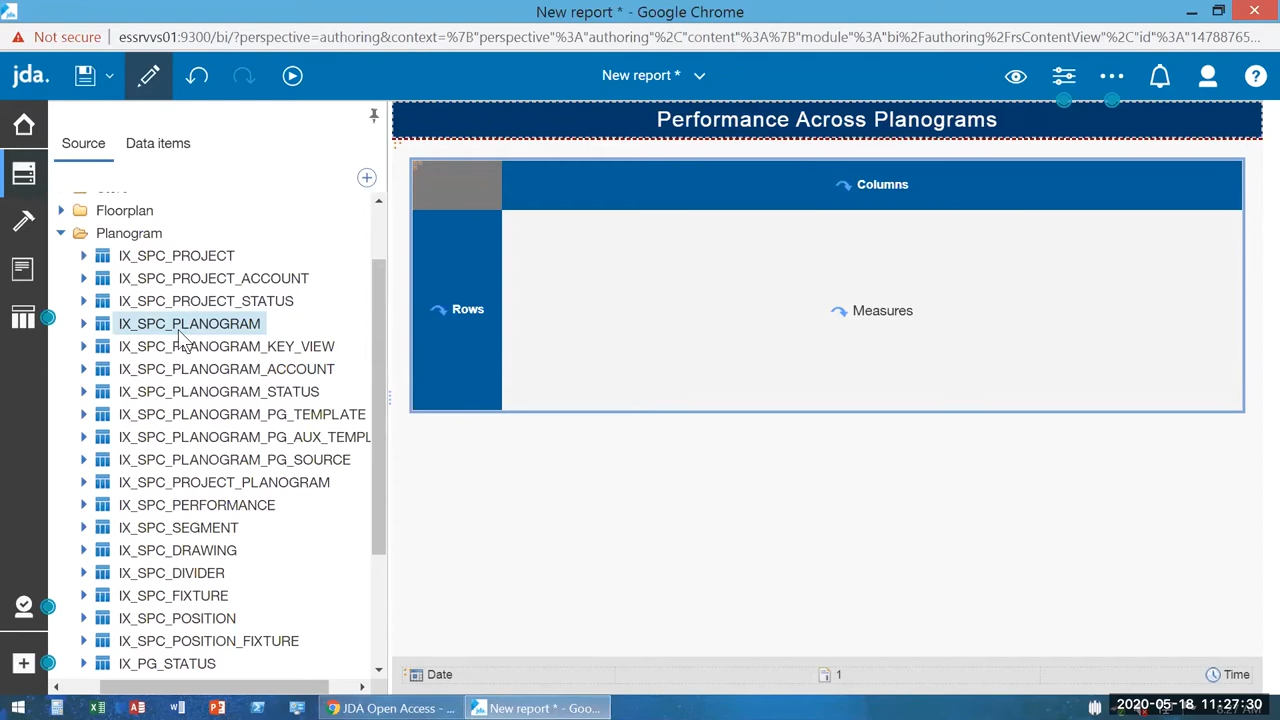 New report * - Google Chrome
Not secure essrvvs01:9300/bi/?perspective=authoring&context=%7B"perspective"%3A"authoring"%2C"content"%3A%7B"module"%3A"bi%2Fauthoring%2FrsContentView"%2C"id"%3A"14788765...
jda. New report *
Performance Across Planograms
Source Data items
Floorplan
Planogram
IX_SPC_PROJECT
IX_SPC_PROJECT_ACCOUNT
IX_SPC_PROJECT_STATUS
IX_SPC_PLANOGRAM
IX_SPC_PLANOGRAM_KEY_VIEW
IX_SPC_PLANOGRAM_ACCOUNT
IX_SPC_PLANOGRAM_STATUS
IX_SPC_PLANOGRAM_PG_TEMPLATE
IX_SPC_PLANOGRAM_PG_AUX_TEMPL
IX_SPC_PLANOGRAM_PG_SOURCE
IX_SPC_PROJECT_PLANOGRAM
IX_SPC_PERFORMANCE
IX_SPC_SEGMENT
IX_SPC_DRAWING
IX_SPC_DIVIDER
IX_SPC_FIXTURE
IX_SPC_POSITION
IX_SPC_POSITION_FIXTURE
IX_PG_STATUS
Columns
Rows
Measures
Date
1
Time
JDA Open Access - ...
New report * - Goo...
2020-05-18 11:27:30